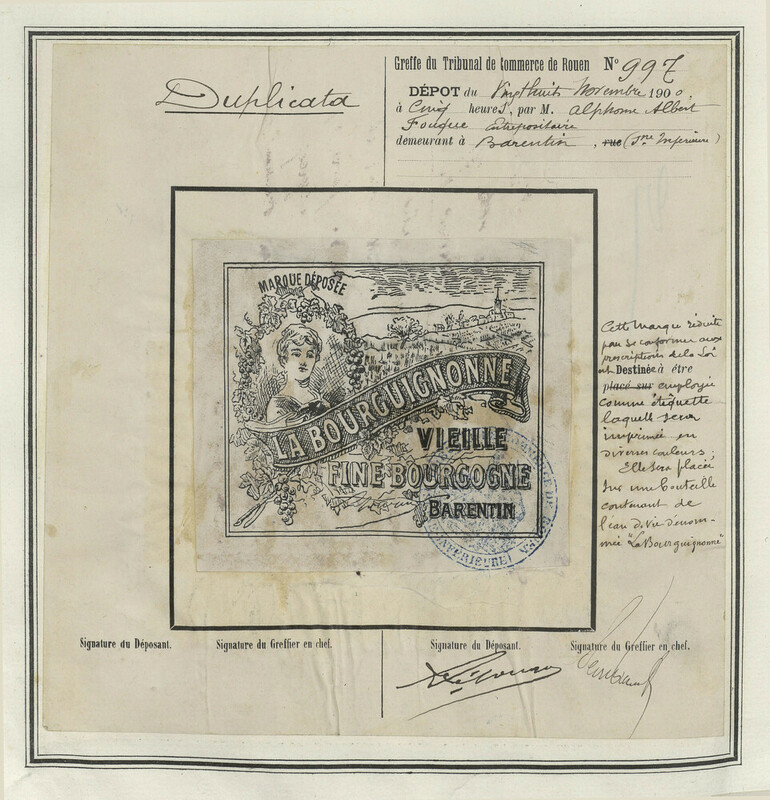 Duplicata
Greffe du Tribunal de Commerce de Rouen N° 997
DÉPOT du Vingt huit Novembre 1900,
à Cinq heures, par M. Alphonse Albert
Fouque Entrepositaire
demeurant à Barentin, rue (Sne Inférieure)
MARQUE DÉPOSÉE
LA BOURGUIGNONNE
VIEILLE
FINE BOURGOGNE
BARENTIN
INFÉRIEURE
Cette Marque réduite
pour se conformer aux
prescriptions de la Loi
est Destinée à être
placé sur employée
comme étiquette
laquelle sera
imprimée en
diverses couleurs;
Elle sera placée
sur une bouteille
contenant de
l'eau de vie dénom-
mée "La Bourguignonne"
Signature du Déposant.
Signature du Greffier en chef.
Signature du Déposant.
Signature du Greffier en chef.